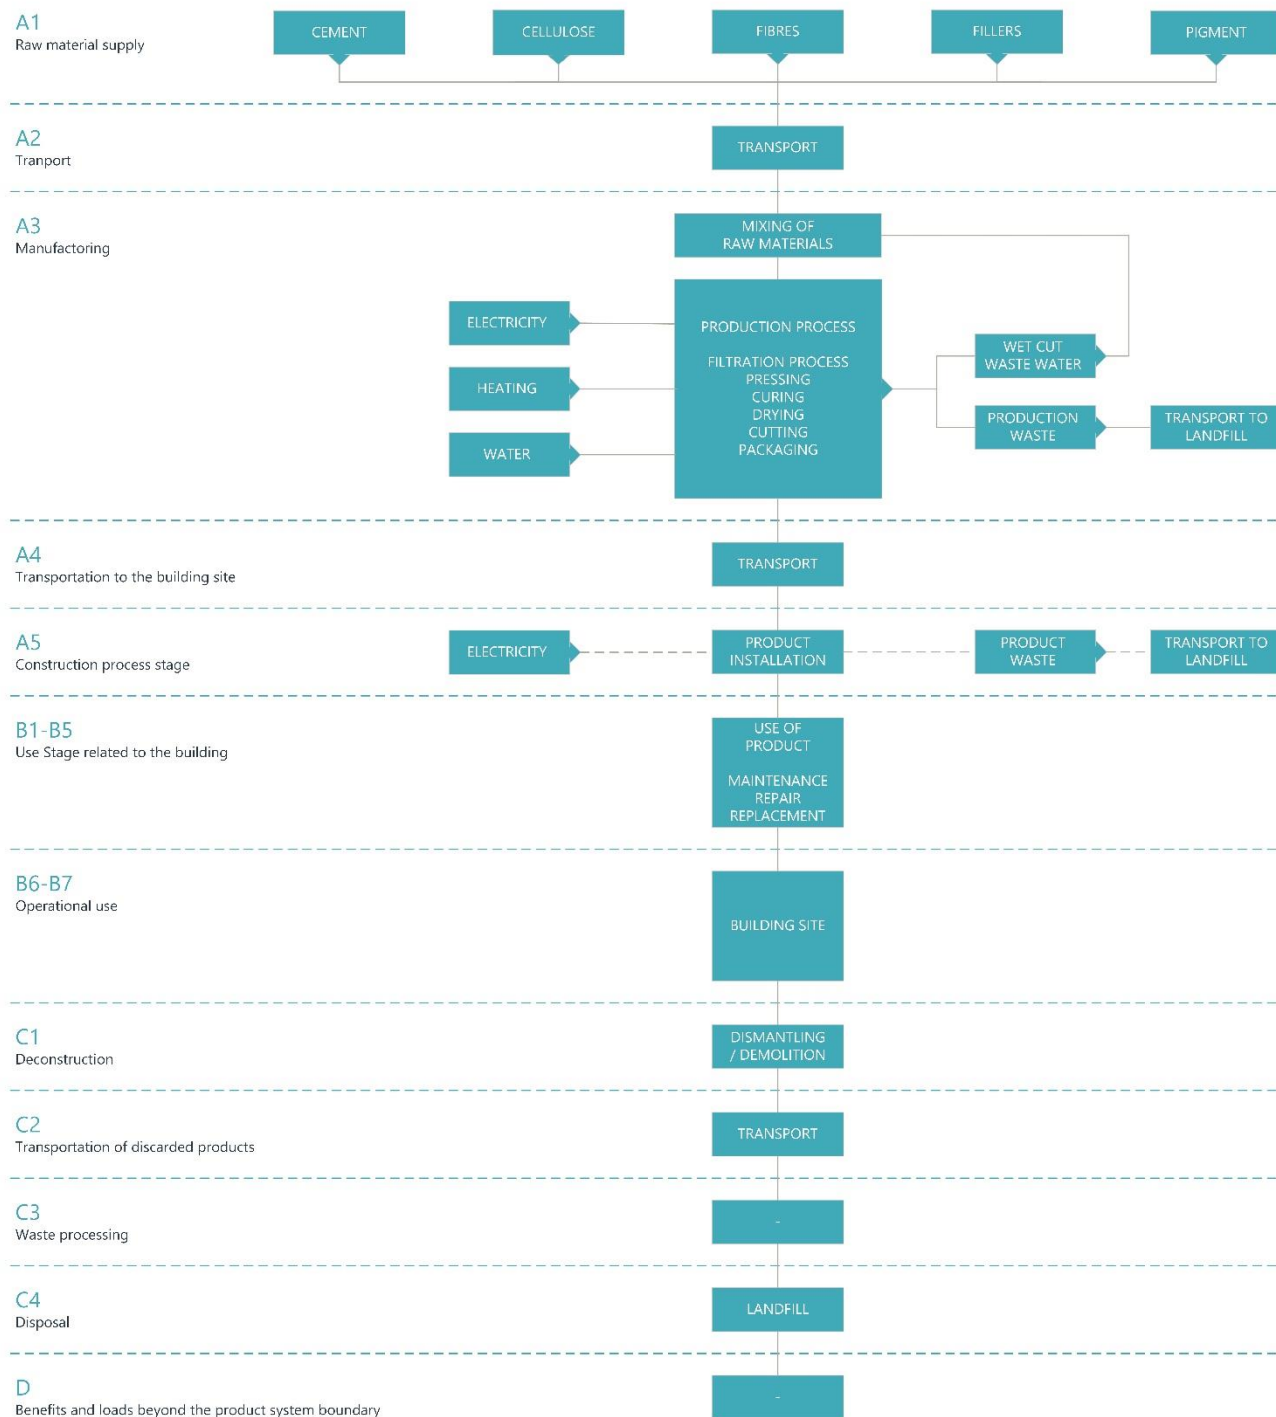 A1
Raw material supply
CEMENT
CELLULOSE
FIBRES
FILLERS
PIGMENT
A2
Tranport
TRANSPORT
A3
Manufactoring
MIXING OF
RAW MATERIALS
ELECTRICITY
HEATING
WATER
PRODUCTION PROCESS
FILTRATION PROCESS
PRESSING
CURING
DRYING
CUTTING
PACKAGING
WET CUT
WASTE WATER
PRODUCTION
WASTE
TRANSPORT TO
LANDFILL
A4
Transportation to the building site
TRANSPORT
A5
Construction process stage
ELECTRICITY
PRODUCT
INSTALLATION
PRODUCT
WASTE
TRANSPORT TO
LANDFILL
B1-B5
Use Stage related to the building
USE OF
PRODUCT
MAINTENANCE
REPAIR
REPLACEMENT
B6-B7
Operational use
BUILDING SITE
C1
Deconstruction
DISMANTLING
/ DEMOLITION
C2
Transportation of discarded products
TRANSPORT
C3
Waste processing
-
C4
Disposal
LANDFILL
D
Benefits and loads beyond the product system boundary
-